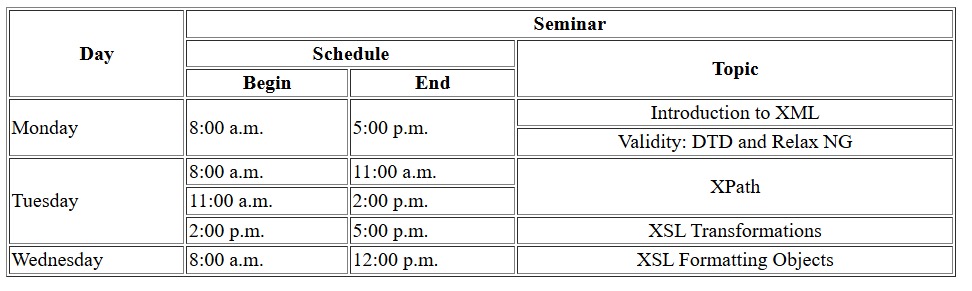 Seminar
Day
Schedule
Topic
Begin End
Monday 8:00 a.m. 5:00 p.m. Introduction to XML
Validity: DTD and Relax NG
Tuesday 8:00 a.m. 11:00 a.m. XPath
11:00 a.m. 2:00 p.m.
2:00 p.m. 5:00 p.m. XSL Transformations
Wednesday 8:00 a.m. 12:00 p.m. XSL Formatting Objects